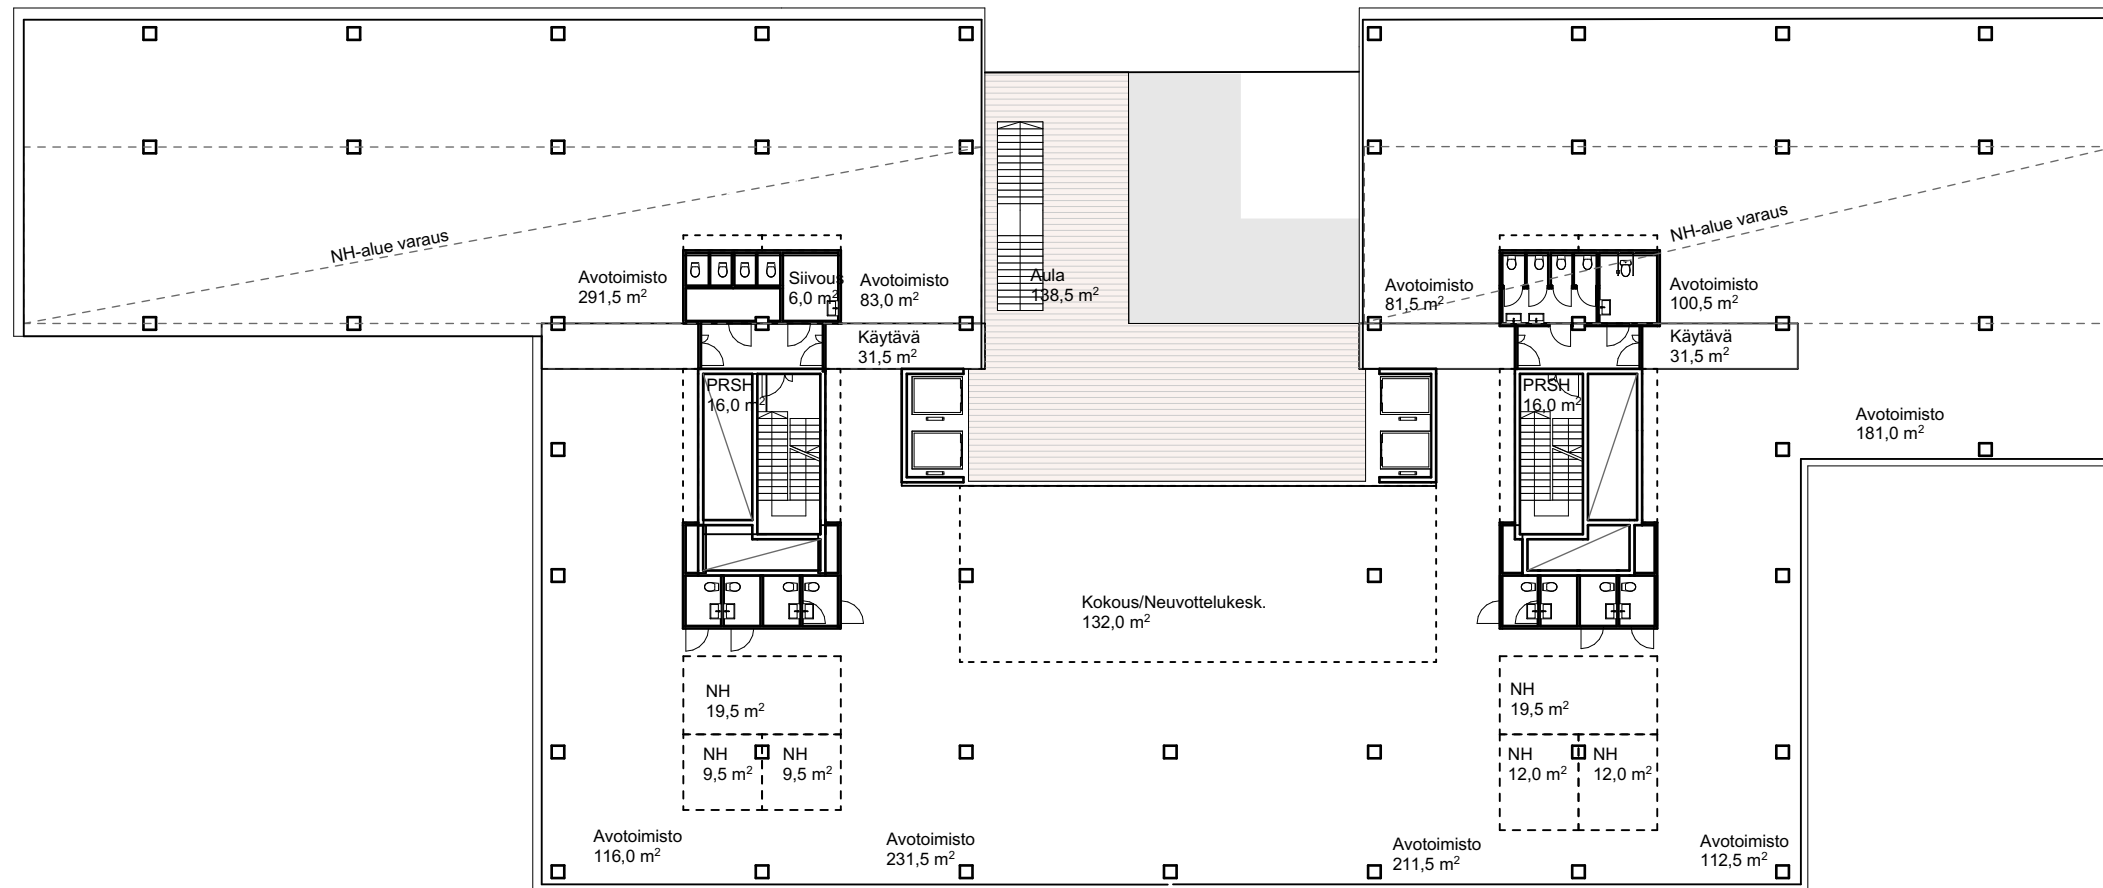 NH-alue varaus
NH-alue varaus
Avotoimisto
291,5 m²
Siivous
6,0 m²
Avotoimisto
83,0 m²
Aula
138,5 m²
Avotoimisto
81,5 m²
Avotoimisto
100,5 m²
Käytävä
31,5 m²
Käytävä
31,5 m²
PRSH
16,0 m²
PRSH
16,0 m²
Avotoimisto
181,0 m²
Kokous/Neuvottelukesk.
132,0 m²
NH
19,5 m²
NH
19,5 m²
NH
9,5 m²
NH
9,5 m²
NH
12,0 m²
NH
12,0 m²
Avotoimisto
116,0 m²
Avotoimisto
231,5 m²
Avotoimisto
211,5 m²
Avotoimisto
112,5 m²